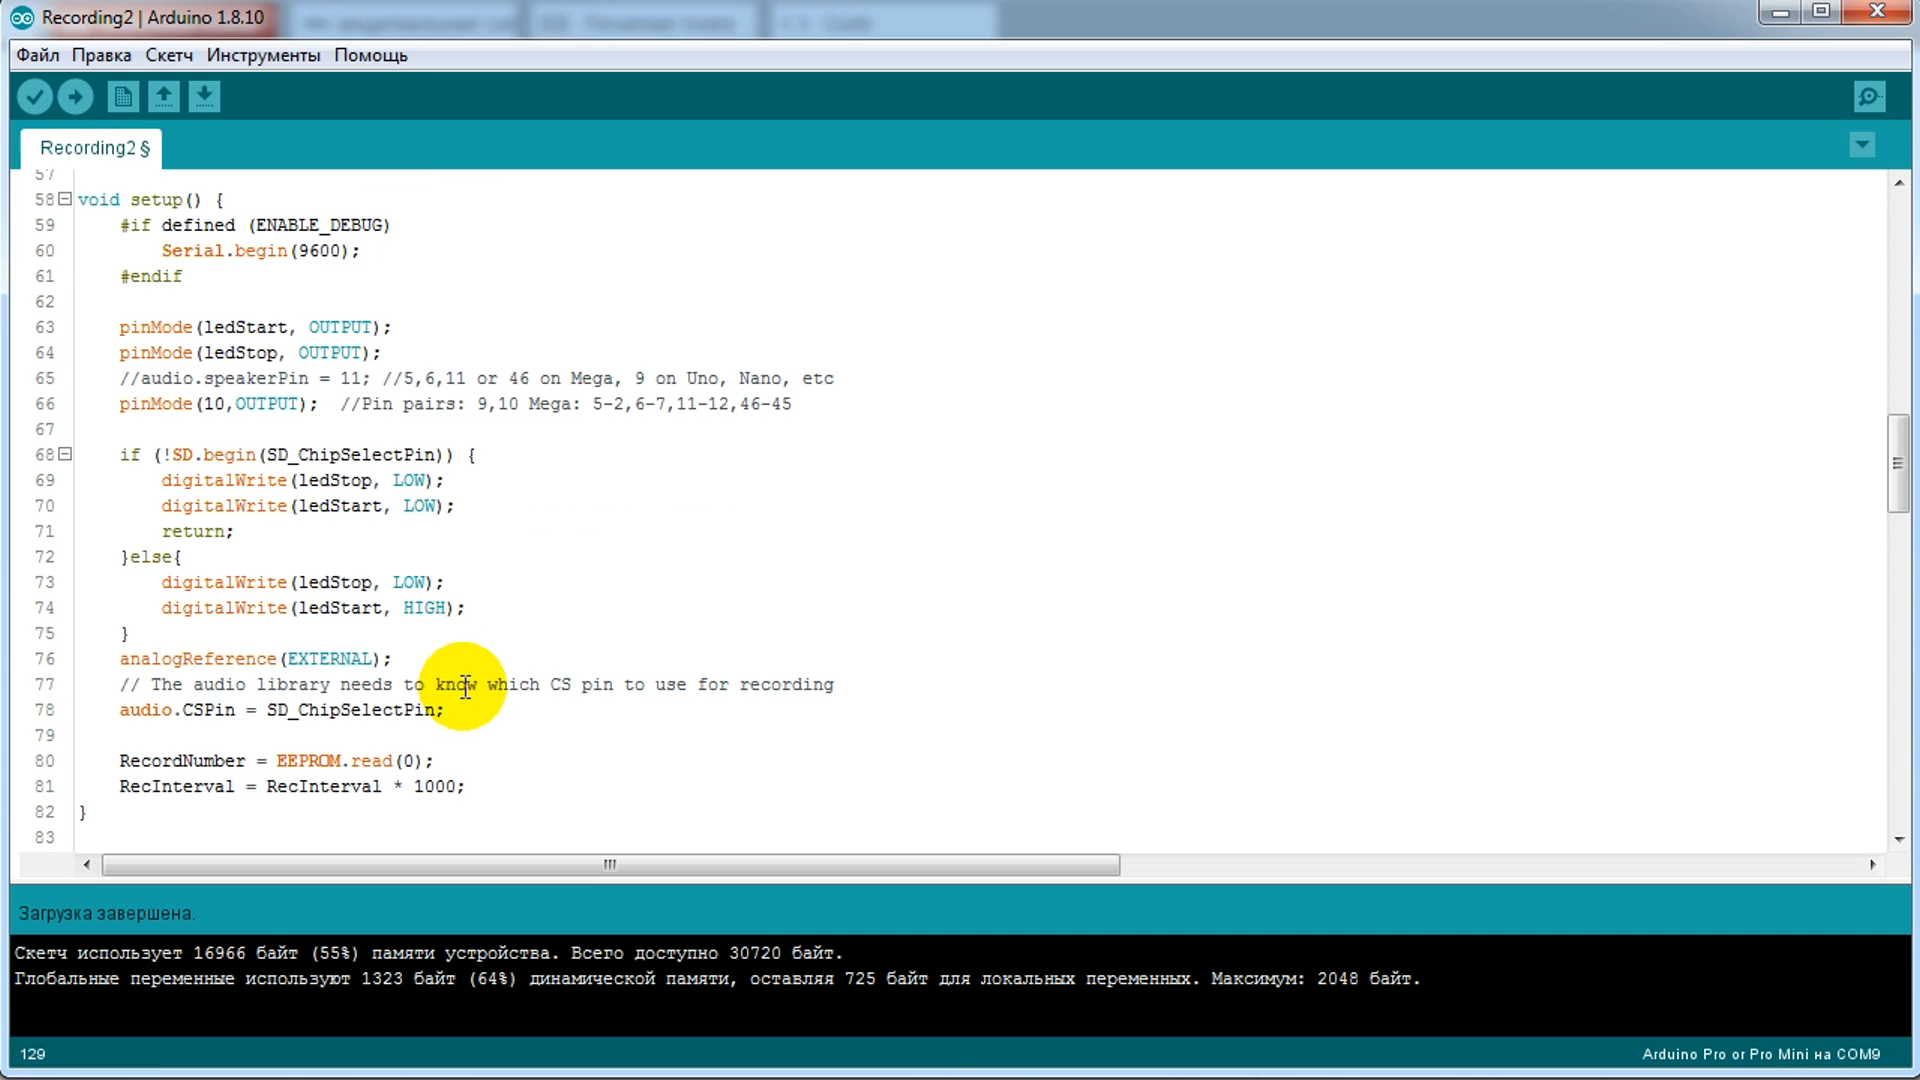 Recording2 | Arduino 1.8.10
Code
Файл Правка Скетч Инструменты Помощь
Recording2 §
57
58 void setup() {
59 #if defined (ENABLE_DEBUG)
60 Serial.begin(9600);
61 #endif
62
63 pinMode(ledStart, OUTPUT);
64 pinMode(ledStop, OUTPUT);
65 //audio.speakerPin = 11; //5,6,11 or 46 on Mega, 9 on Uno, Nano, etc
66 pinMode(10,OUTPUT);  //Pin pairs: 9,10 Mega: 5-2,6-7,11-12,46-45
67
68 if (!SD.begin(SD_ChipSelectPin)) {
69 digitalWrite(ledStop, LOW);
70 digitalWrite(ledStart, LOW);
71 return;
72 }else{
73 digitalWrite(ledStop, LOW);
74 digitalWrite(ledStart, HIGH);
75 }
76 analogReference(EXTERNAL);
77 // The audio library needs to know which CS pin to use for recording
78 audio.CSPin = SD_ChipSelectPin;
79
80 RecordNumber = EEPROM.read(0);
81 RecInterval = RecInterval * 1000;
82 }
83
Загрузка завершена.
Скетч использует 16966 байт (55%) памяти устройства. Всего доступно 30720 байт.
Глобальные переменные используют 1323 байт (64%) динамической памяти, оставляя 725 байт для локальных переменных. Максимум: 2048 байт.
129
Arduino Pro or Pro Mini на COM9